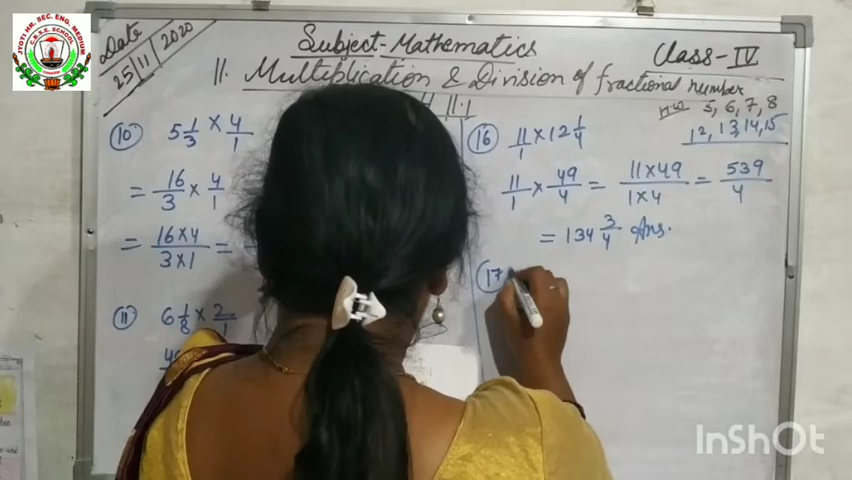 JYOTI HR. SEC. ENG. MEDIUM
C.B.S.E. SCHOOL
Date
25/11/2020
Subject-Mathematics
Class-IV
11. Multiplication & Division of fractional number
11.1
H.W 5, 6, 7, 8
12, 13, 14, 15
(10) 5 1/3 × 4/1
= 16/3 × 4/1
= 16×4/3×1 =
(11) 6 1/8 × 2/1
(16) 11/1 × 12 1/4
11/1 × 49/4 = 11×49/1×4 = 539/4
= 134 3/4 Ans.
(17)
InShOt